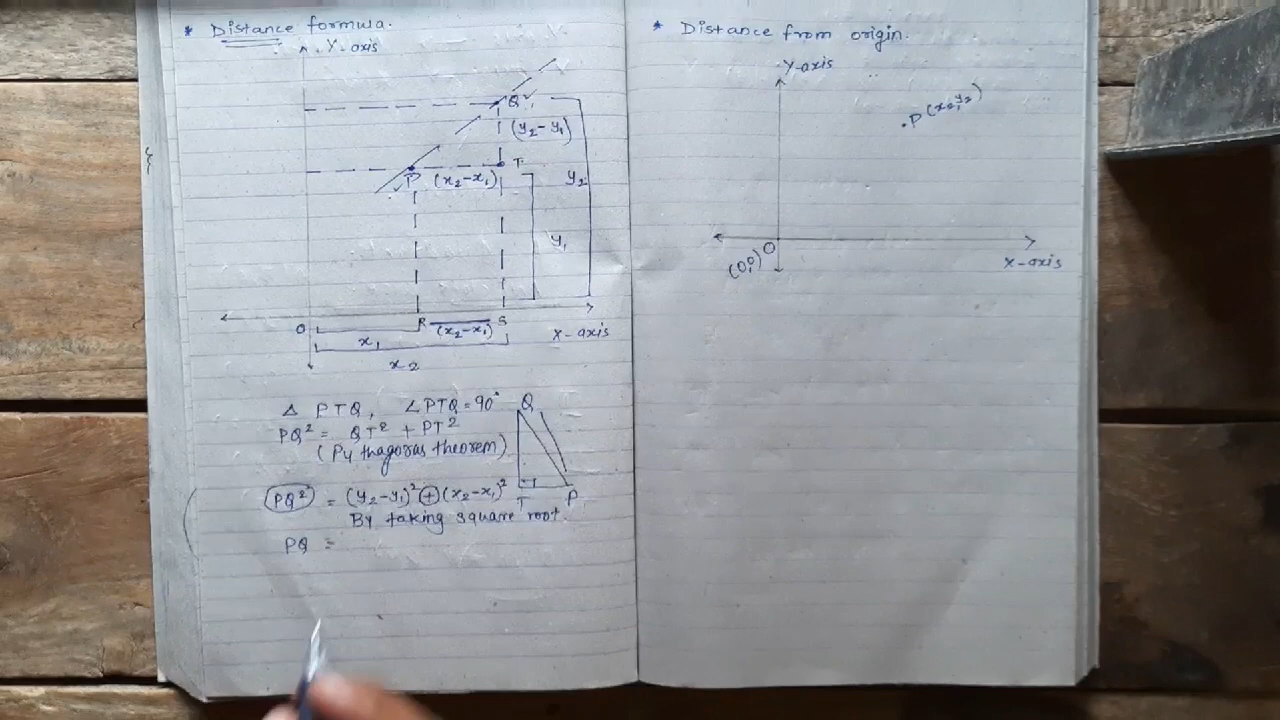 * Distance formula.
Y-axis
Q
(y₂-y₁)
P
(x₂-x₁)
T
y₂
y₁
O
R
(x₂-x₁)
S
X-axis
x₁
x₂
△ PTQ, ∠PTQ = 90°
PQ² = QT² + PT²
(Pythagoras theorem)
Q
T
P
PQ² = (y₂-y₁)² + (x₂-x₁)²
By taking square root.
PQ =
* Distance from origin.
Y-axis
.P(x₂,y₂)
O
(0,0)
X-axis